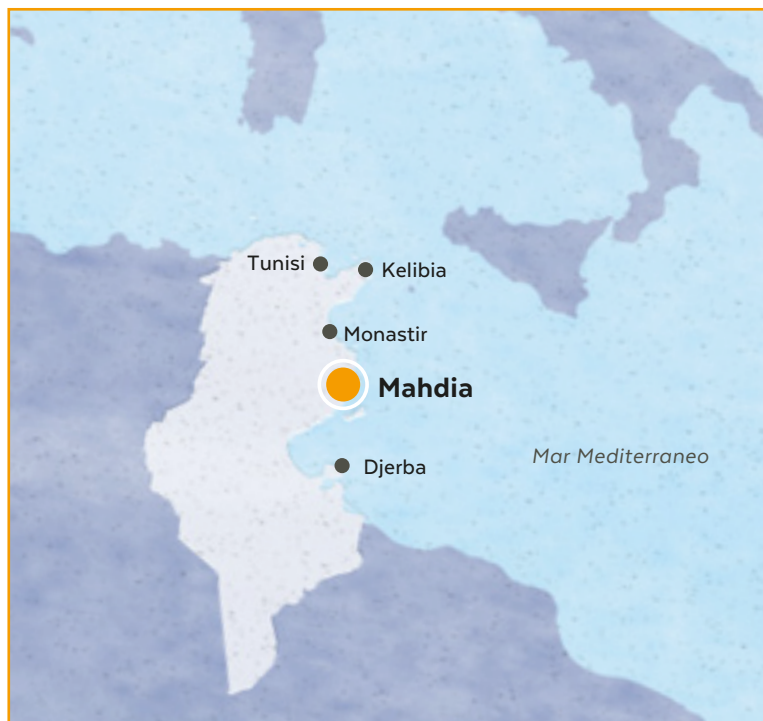 Tunisi
Kelibia
Monastir
Mahdia
Mar Mediterraneo
Djerba